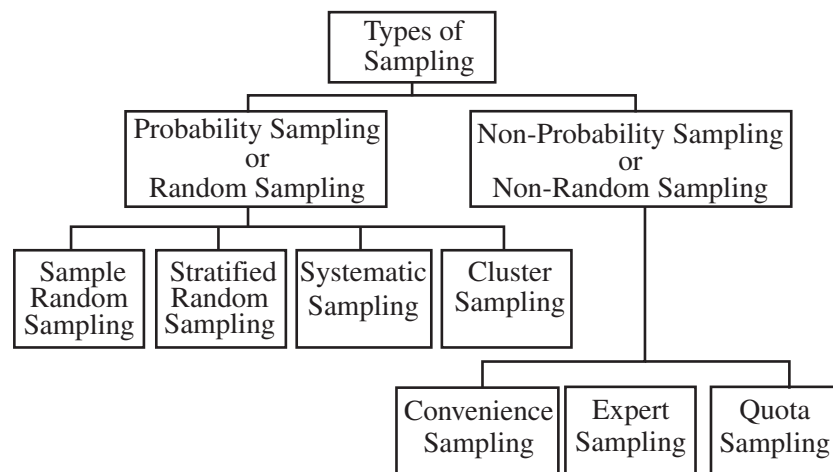 Types of
Sampling
Probability Sampling
or
Random Sampling
Non-Probability Sampling
or
Non-Random Sampling
Sample
Random
Sampling
Stratified
Random
Sampling
Systematic
Sampling
Cluster
Sampling
Convenience
Sampling
Expert
Sampling
Quota
Sampling